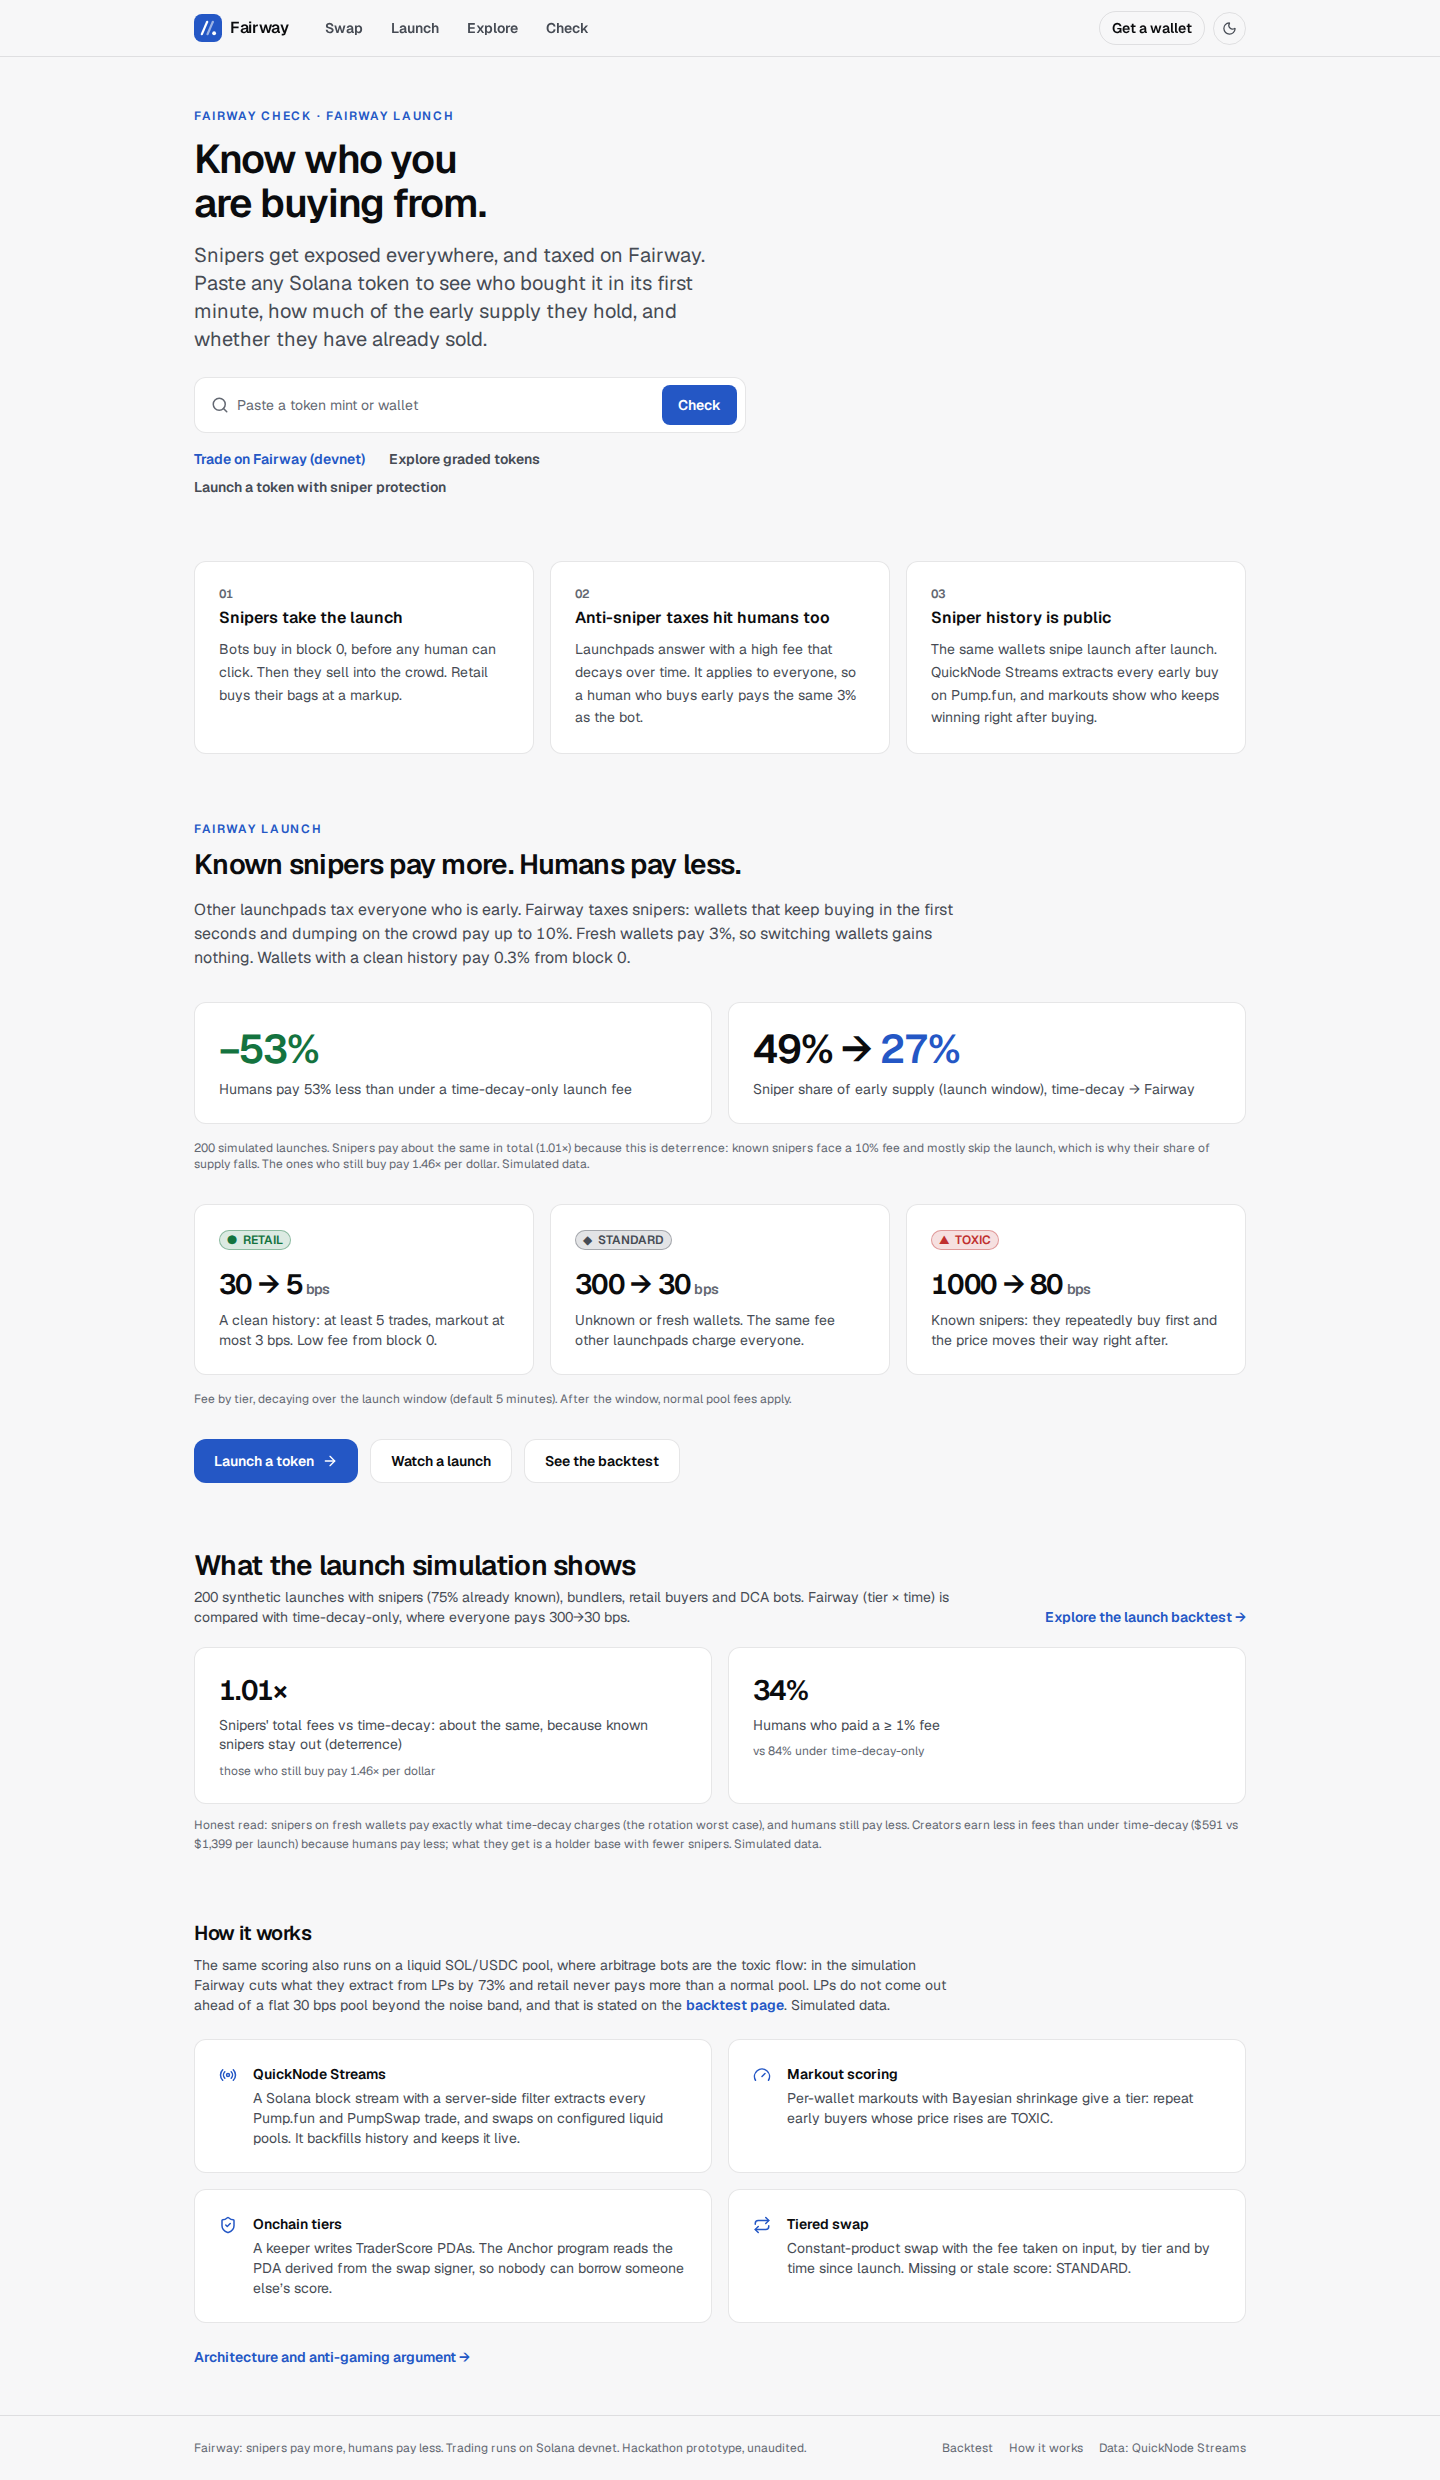 Fairway
Swap
Launch
Explore
Check
Get a wallet
FAIRWAY CHECK · FAIRWAY LAUNCH
Know who you
are buying from.
Snipers get exposed everywhere, and taxed on Fairway.
Paste any Solana token to see who bought it in its first
minute, how much of the early supply they hold, and
whether they have already sold.
Paste a token mint or wallet
Check
Trade on Fairway (devnet)
Explore graded tokens
Launch a token with sniper protection
01
Snipers take the launch
Bots buy in block 0, before any human can
click. Then they sell into the crowd. Retail
buys their bags at a markup.
02
Anti-sniper taxes hit humans too
Launchpads answer with a high fee that
decays over time. It applies to everyone, so
a human who buys early pays the same 3%
as the bot.
03
Sniper history is public
The same wallets snipe launch after launch.
QuickNode Streams extracts every early buy
on Pump.fun, and markouts show who keeps
winning right after buying.
FAIRWAY LAUNCH
Known snipers pay more. Humans pay less.
Other launchpads tax everyone who is early. Fairway taxes snipers: wallets that keep buying in the first
seconds and dumping on the crowd pay up to 10%. Fresh wallets pay 3%, so switching wallets gains
nothing. Wallets with a clean history pay 0.3% from block 0.
–53%
Humans pay 53% less than under a time-decay-only launch fee
49% → 27%
Sniper share of early supply (launch window), time-decay → Fairway
200 simulated launches. Snipers pay about the same in total (1.01×) because this is deterrence: known snipers face a 10% fee and mostly skip the launch, which is why their share of
supply falls. The ones who still buy pay 1.46× per dollar. Simulated data.
● RETAIL
30 → 5 bps
A clean history: at least 5 trades, markout at
most 3 bps. Low fee from block 0.
◆ STANDARD
300 → 30 bps
Unknown or fresh wallets. The same fee
other launchpads charge everyone.
▲ TOXIC
1000 → 80 bps
Known snipers: they repeatedly buy first and
the price moves their way right after.
Fee by tier, decaying over the launch window (default 5 minutes). After the window, normal pool fees apply.
Launch a token →
Watch a launch
See the backtest
What the launch simulation shows
200 synthetic launches with snipers (75% already known), bundlers, retail buyers and DCA bots. Fairway (tier × time) is
compared with time-decay-only, where everyone pays 300→30 bps.
Explore the launch backtest →
1.01×
Snipers' total fees vs time-decay: about the same, because known
snipers stay out (deterrence)
those who still buy pay 1.46× per dollar
34%
Humans who paid a ≥ 1% fee
vs 84% under time-decay-only
Honest read: snipers on fresh wallets pay exactly what time-decay charges (the rotation worst case), and humans still pay less. Creators earn less in fees than under time-decay ($591 vs
$1,399 per launch) because humans pay less; what they get is a holder base with fewer snipers. Simulated data.
How it works
The same scoring also runs on a liquid SOL/USDC pool, where arbitrage bots are the toxic flow: in the simulation
Fairway cuts what they extract from LPs by 73% and retail never pays more than a normal pool. LPs do not come out
ahead of a flat 30 bps pool beyond the noise band, and that is stated on the backtest page. Simulated data.
QuickNode Streams
A Solana block stream with a server-side filter extracts every
Pump.fun and PumpSwap trade, and swaps on configured liquid
pools. It backfills history and keeps it live.
Markout scoring
Per-wallet markouts with Bayesian shrinkage give a tier: repeat
early buyers whose price rises are TOXIC.
Onchain tiers
A keeper writes TraderScore PDAs. The Anchor program reads the
PDA derived from the swap signer, so nobody can borrow someone
else's score.
Tiered swap
Constant-product swap with the fee taken on input, by tier and by
time since launch. Missing or stale score: STANDARD.
Architecture and anti-gaming argument →
Fairway: snipers pay more, humans pay less. Trading runs on Solana devnet. Hackathon prototype, unaudited.
Backtest
How it works
Data: QuickNode Streams